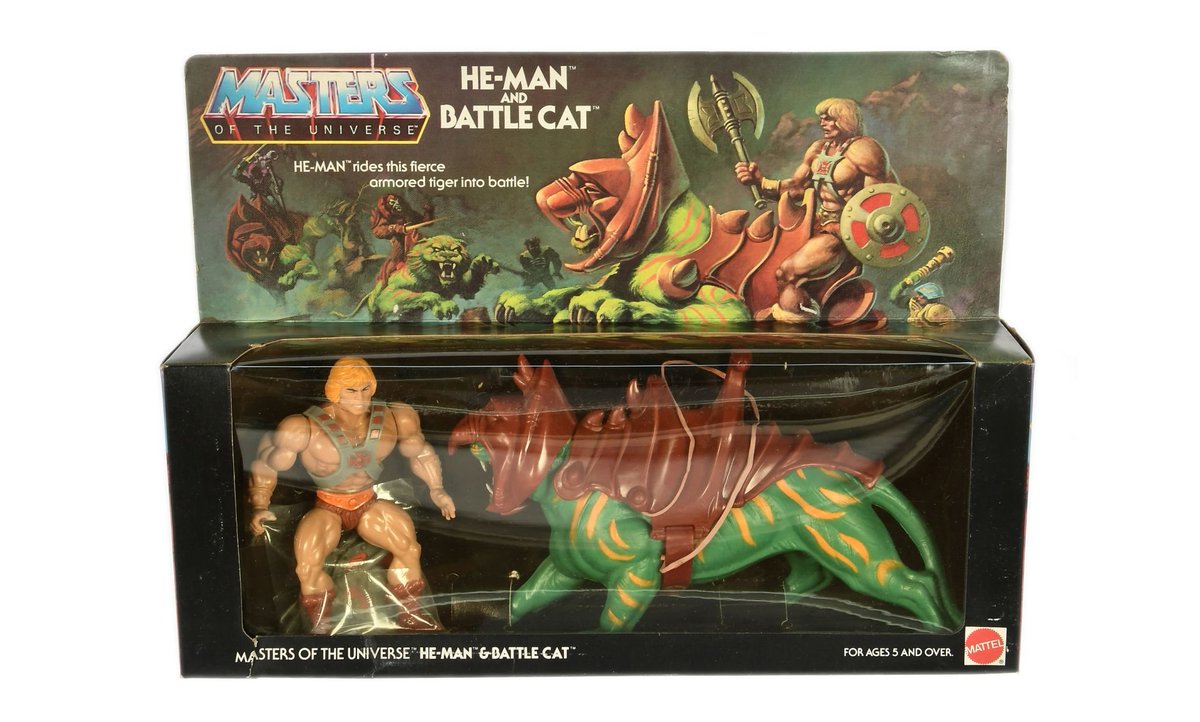 MASTERS
OF THE UNIVERSE™
HE-MAN™
AND
BATTLE CAT™
HE-MAN™ rides this fierce
armored tiger into battle!
MASTERS OF THE UNIVERSE™ HE-MAN™ & BATTLE CAT™
FOR AGES 5 AND OVER.
MATTEL®